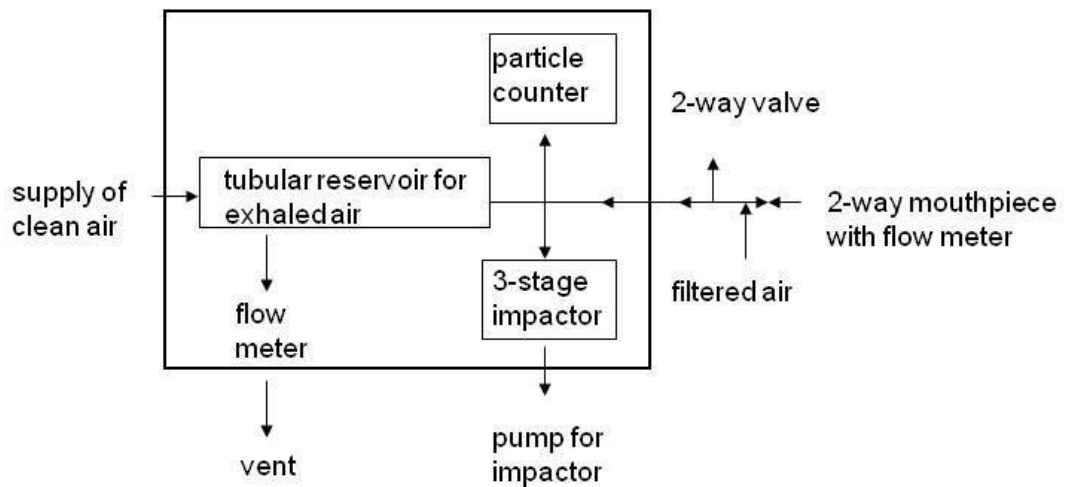 particle
counter
2-way valve
supply of
clean air
tubular reservoir for
exhaled air
2-way mouthpiece
with flow meter
3-stage
impactor
filtered air
flow
meter
vent
pump for
impactor